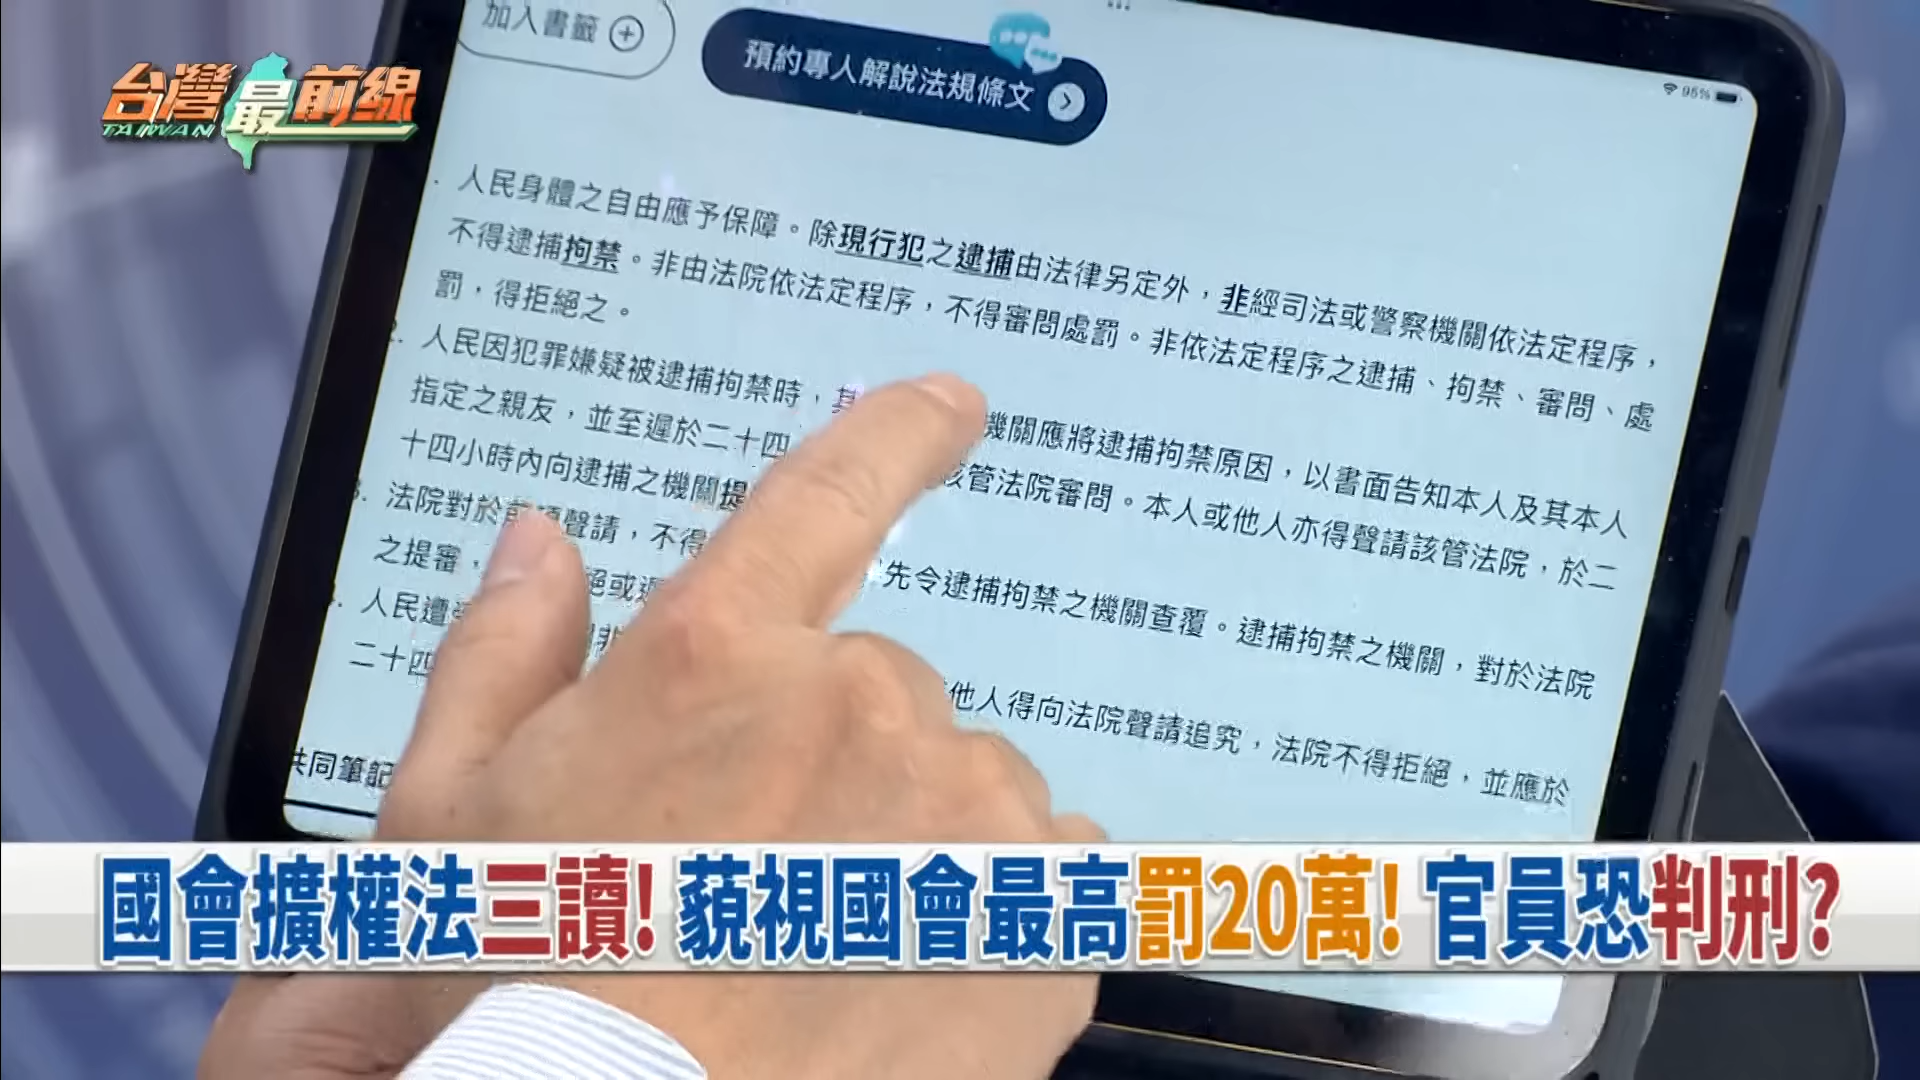 加入書籤
預約專人解說法規條文
95%
台灣最前線
TAIWAN
人民身體之自由應予保障。除現行犯之逮捕由法律另定外，非經司法或警察機關依法定程序，
不得逮捕拘禁。非由法院依法定程序，不得審問處罰。非依法定程序之逮捕、拘禁、審問、處
罰，得拒絕之。
2. 人民因犯罪嫌疑被逮捕拘禁時，其 機關應將逮捕拘禁原因，以書面告知本人及其本人
指定之親友，並至遲於二十四 該管法院審問。本人或他人亦得聲請該管法院，於二
十四小時內向逮捕之機關提
3. 法院對於前項聲請，不得 先令逮捕拘禁之機關查覆。逮捕拘禁之機關，對於法院
之提審， 絕或遲
人民遭受 非 他人得向法院聲請追究，法院不得拒絕，並應於
二十四
共同筆記
國會擴權法三讀! 藐視國會最高罰20萬! 官員恐判刑?